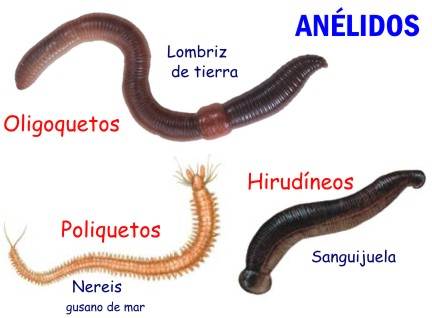 ANÉLIDOS
Lombriz
de tierra
Oligoquetos
Hirudíneos
Poliquetos
Sanguijuela
Nereis
gusano de mar